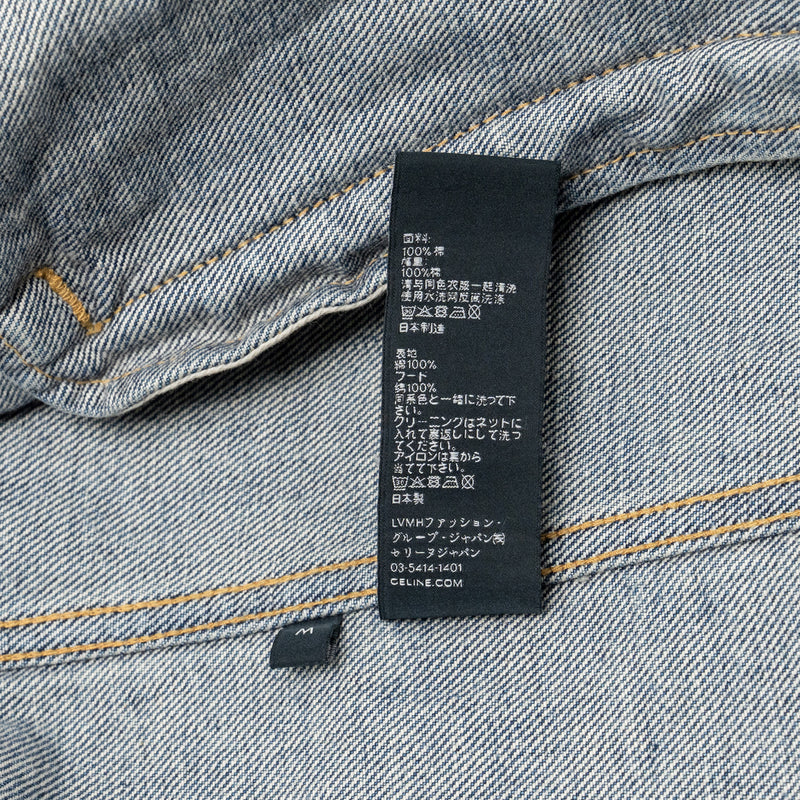 面料:
100%棉
帽里:
100%棉
请与同色衣服一起清洗
使用水洗网反面洗涤
日本制造
表地
綿100%
フード
綿100%
同系色と一緒に洗って下
さい。
クリーニングはネットに
入れて裏返しにして洗っ
てください。
アイロンは裏から
当てて下さい。
日本製
LVMHファッション・
グループ・ジャパン㈱
セリーヌジャパン
03-5414-1401
CELINE.COM
M